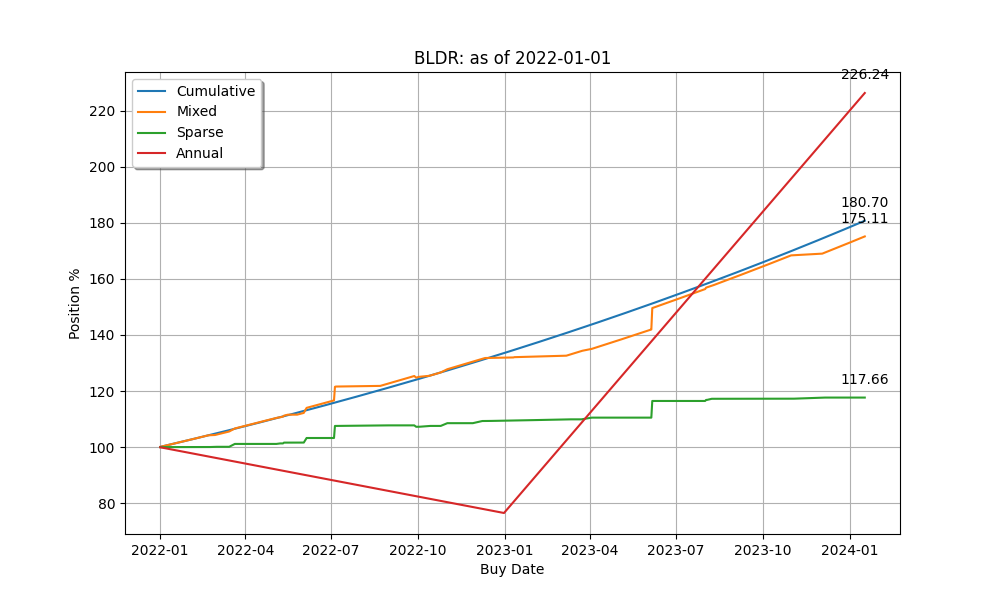 BLDR: as of 2022-01-01
Cumulative
Mixed
Sparse
Annual
226.24
180.70
175.11
117.66
220
200
180
160
140
120
100
80
Position %
2022-01 2022-04 2022-07 2022-10 2023-01 2023-04 2023-07 2023-10 2024-01
Buy Date